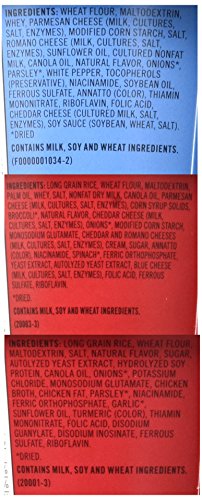 INGREDIENTS: WHEAT FLOUR, MALTODEXTRIN,
WHEY, PARMESAN CHEESE (MILK, CULTURES,
SALT, ENZYMES), MODIFIED CORN STARCH, SALT,
ROMANO CHEESE (MILK, CULTURES, SALT,
ENZYMES), SUNFLOWER OIL, CULTURED NONFAT
MILK, CANOLA OIL, NATURAL FLAVOR, ONIONS*,
PARSLEY*, WHITE PEPPER, TOCOPHEROLS
(PRESERVATIVE), NIACINAMIDE, SOYBEAN OIL,
FERROUS SULFATE, ANNATTO (COLOR), THIAMIN
MONONITRATE, RIBOFLAVIN, FOLIC ACID,
CHEDDAR CHEESE (CULTURED MILK, SALT,
ENZYMES), SOY SAUCE (SOYBEAN, WHEAT, SALT).
*DRIED
CONTAINS MILK, SOY AND WHEAT INGREDIENTS.
(F0000001034-2)
INGREDIENTS: LONG GRAIN RICE, WHEAT FLOUR, MALTODEXTRIN,
PALM OIL, WHEY, SALT, NONFAT DRY MILK, CANOLA OIL, PARMESAN
CHEESE (MILK, CULTURES, SALT, ENZYMES), CORN SYRUP SOLIDS,
BROCCOLI*, NATURAL FLAVOR, CHEDDAR CHEESE (MILK,
CULTURES, SALT, ENZYMES), ONIONS*, MODIFIED CORN STARCH,
MONOSODIUM GLUTAMATE, CHEDDAR AND ROMANO CHEESES
(MILK, CULTURES, SALT, ENZYMES), CREAM, SUGAR, ANNATTO
(COLOR), NIACINAMIDE, SPINACH*, FERRIC ORTHOPHOSPHATE,
YEAST EXTRACT, AUTOLYZED YEAST EXTRACT, BLUE CHEESE
(MILK, CULTURES, SALT, ENZYMES), FOLIC ACID, FERROUS
SULFATE, RIBOFLAVIN.
*DRIED.
CONTAINS MILK, SOY AND WHEAT INGREDIENTS.
(20003-3)
INGREDIENTS: LONG GRAIN RICE, WHEAT FLOUR,
MALTODEXTRIN, SALT, NATURAL FLAVOR, SUGAR,
AUTOLYZED YEAST EXTRACT, HYDROLYZED SOY
PROTEIN, CANOLA OIL, ONIONS*, POTASSIUM
CHLORIDE, MONOSODIUM GLUTAMATE, CHICKEN
BROTH, CHICKEN FAT, PARSLEY*, NIACINAMIDE,
FERRIC ORTHOPHOSPHATE, GARLIC*,
SUNFLOWER OIL, TURMERIC (COLOR), THIAMIN
MONONITRATE, FOLIC ACID, DISODIUM
GUANYLATE, DISODIUM INOSINATE, FERROUS
SULFATE, RIBOFLAVIN.
*DRIED.
CONTAINS MILK, SOY AND WHEAT INGREDIENTS.
(20001-3)